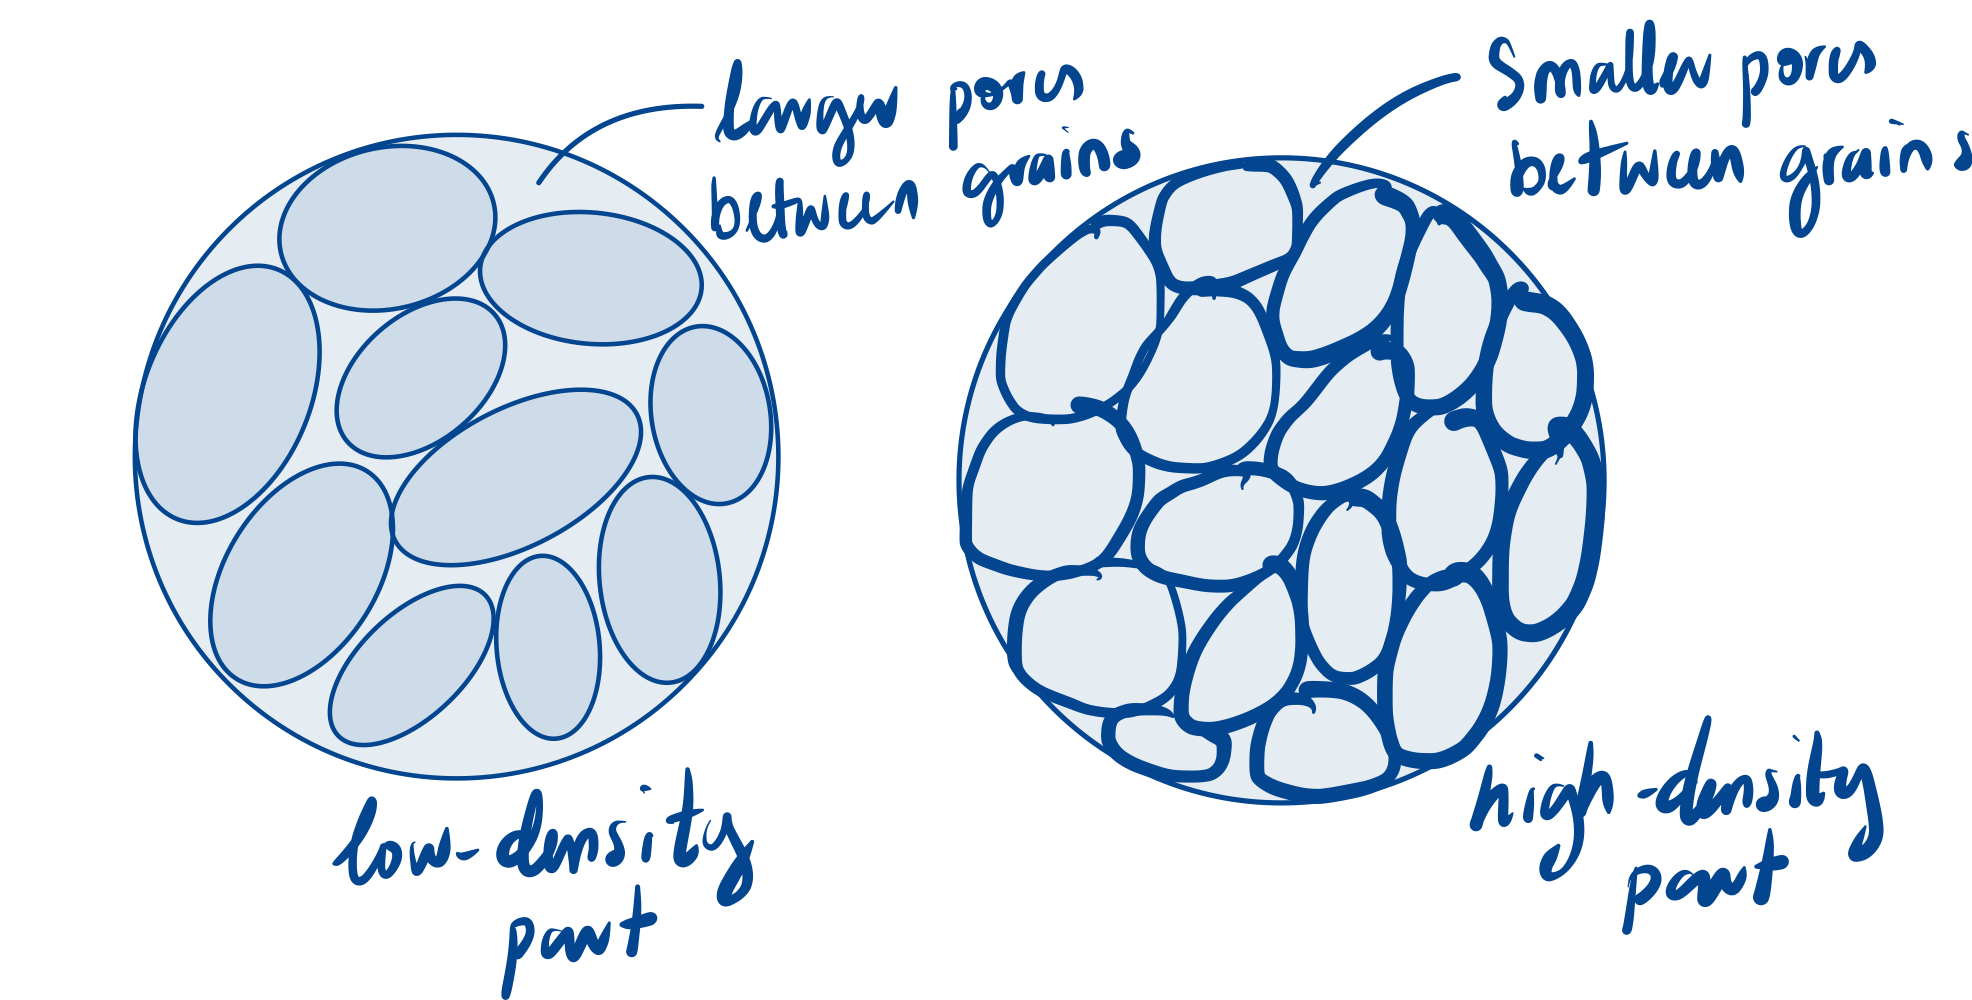 larger pores
between grains
Smaller pores
between grains
low-density
part
high-density
part